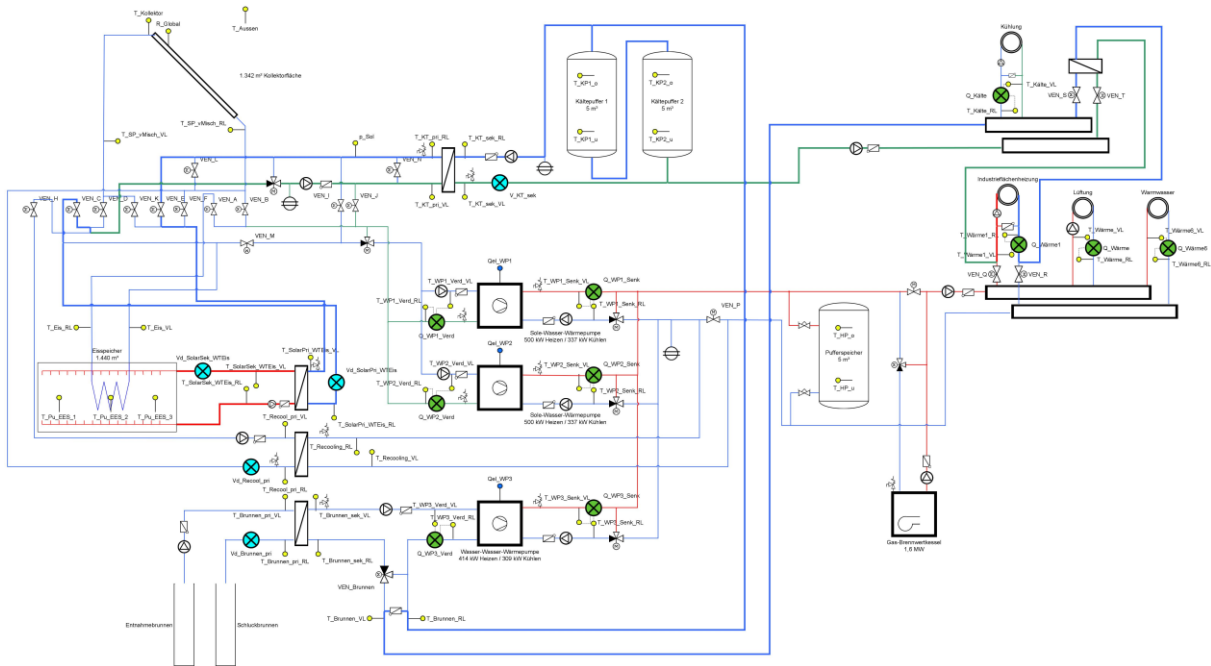 T_Kollektor
R_Global
T_Aussen
1.342 m² Kollektorfläche
T_SP_vMisch_RL
T_SP_vMisch_VL
p_Sol
T_KT_pri_RL
T_KT_sek_RL
T_KT_pri_VL
T_KT_sek_VL
V_KT_sek
T_KP1_o
Kältepuffer 1
5 m³
T_KP1_u
T_KP2_o
Kältepuffer 2
5 m³
T_KP2_u
Kühlung
T_Kälte_VL
Q_Kälte
T_Kälte_RL
VEN_S
VEN_T
VEN_L
VEN_N
VEN_H
VEN_C
VEN_D
VEN_K
VEN_E
VEN_F
VEN_A
VEN_B
VEN_I
VEN_J
VEN_M
Industrieflächenheizung
Lüftung
Warmwasser
T_Wärme1_R
Q_Wärme1
T_Wärme1_VL
T_Wärme_VL
Q_Wärme
T_Wärme_RL
T_Wärme6_VL
Q_Wärme6
T_Wärme6_RL
VEN_Q
VEN_R
Qel_WP1
T_WP1_Verd_VL
T_WP1_Verd_RL
Q_WP1_Verd
T_WP1_Senk_VL
Q_WP1_Senk
T_WP1_Senk_RL
Sole-Wasser-Wärmepumpe
500 kW Heizen / 337 kW Kühlen
VEN_P
Qel_WP2
T_WP2_Verd_VL
T_WP2_Verd_RL
Q_WP2_Verd
T_WP2_Senk_VL
Q_WP2_Senk
T_WP2_Senk_RL
Sole-Wasser-Wärmepumpe
500 kW Heizen / 337 kW Kühlen
T_HP_o
Pufferspeicher
5 m³
T_HP_u
T_Eis_RL
T_Eis_VL
Eisspeicher
1.440 m³
Vd_SolarSek_WTEis
T_SolarSek_WTEis_VL
T_SolarSek_WTEis_RL
T_SolarPri_WTEis_VL
Vd_SolarPri_WTEis
T_SolarPri_WTEis_RL
T_Pu_EES_1
T_Pu_EES_2
T_Pu_EES_3
T_Recool_pri_VL
T_Recooling_RL
T_Recooling_VL
Vd_Recool_pri
T_Recool_pri_RL
Qel_WP3
T_WP3_Verd_VL
T_WP3_Verd_RL
Q_WP3_Verd
T_WP3_Senk_VL
Q_WP3_Senk
T_WP3_Senk_RL
Wasser-Wasser-Wärmepumpe
414 kW Heizen / 309 kW Kühlen
T_Brunnen_pri_VL
T_Brunnen_sek_VL
Vd_Brunnen_pri
T_Brunnen_pri_RL
T_Brunnen_sek_RL
VEN_Brunnen
T_Brunnen_VL
T_Brunnen_RL
Entnahmebrunnen
Schluckbrunnen
Gas-Brennwertkessel
1,6 MW